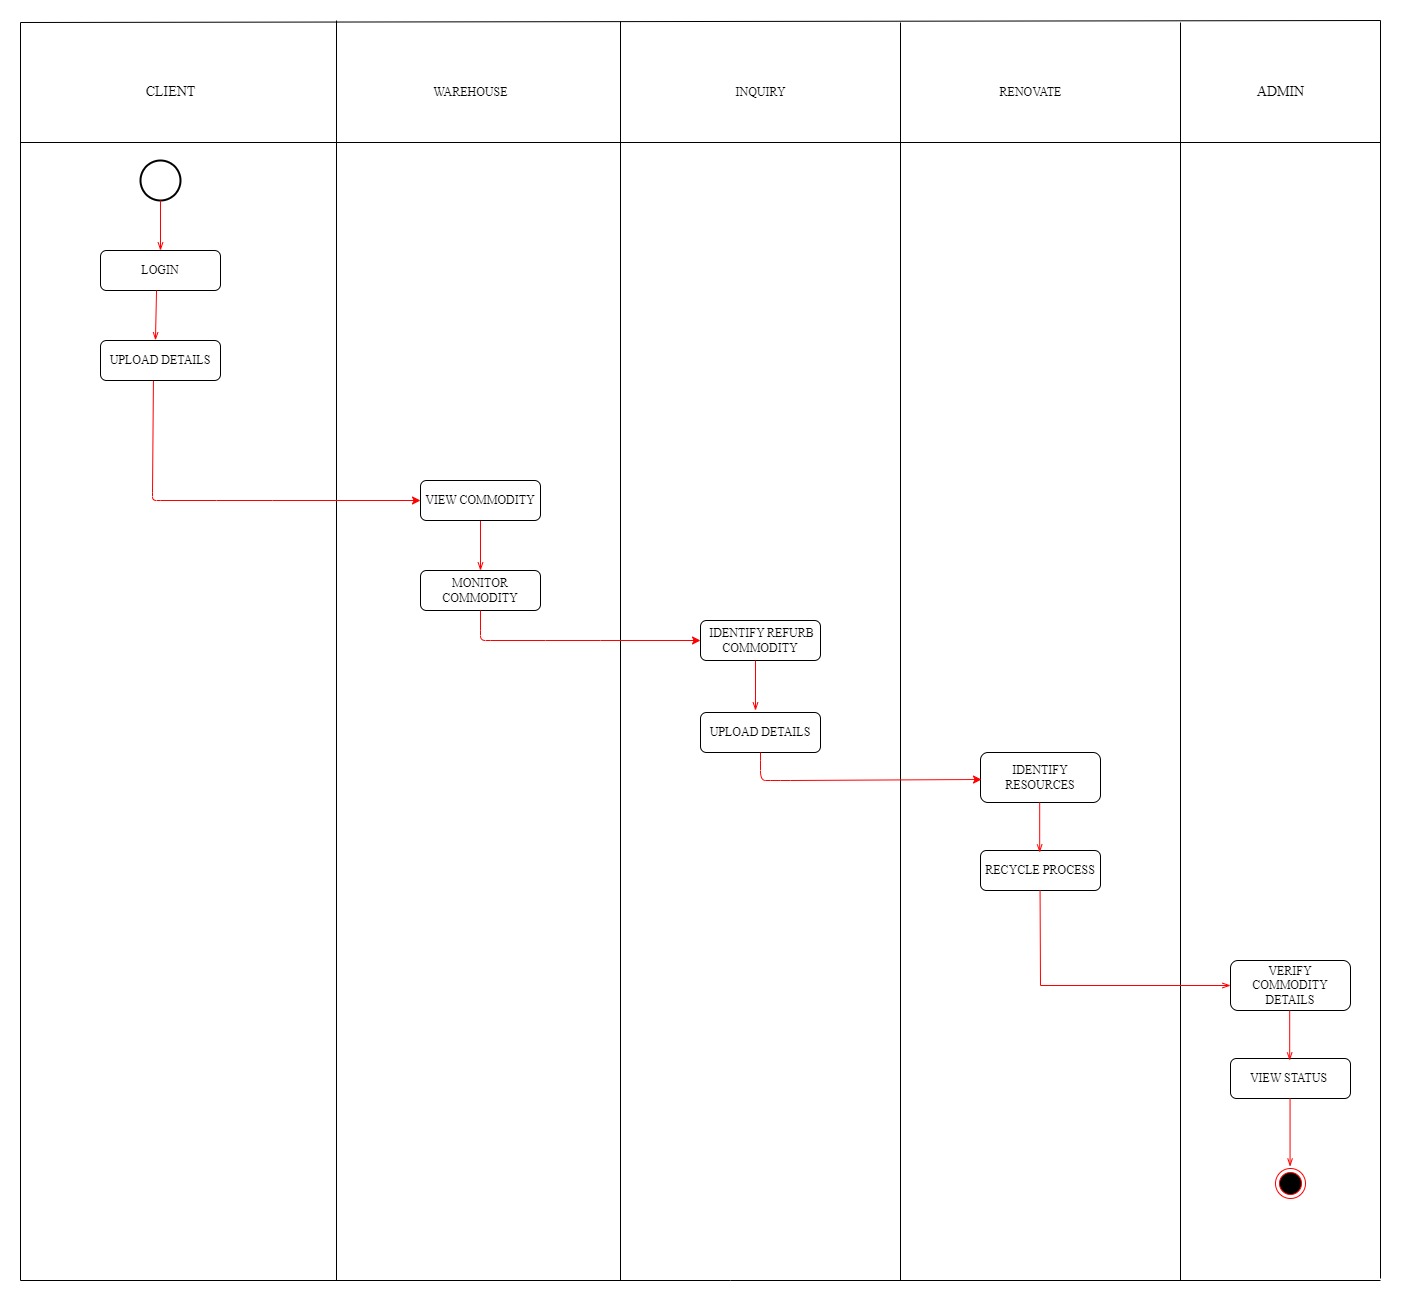 CLIENT
WAREHOUSE
INQUIRY
RENOVATE
ADMIN
LOGIN
UPLOAD DETAILS
VIEW COMMODITY
MONITOR
COMMODITY
IDENTIFY REFURB
COMMODITY
UPLOAD DETAILS
IDENTIFY
RESOURCES
RECYCLE PROCESS
VERIFY
COMMODITY
DETAILS
VIEW STATUS